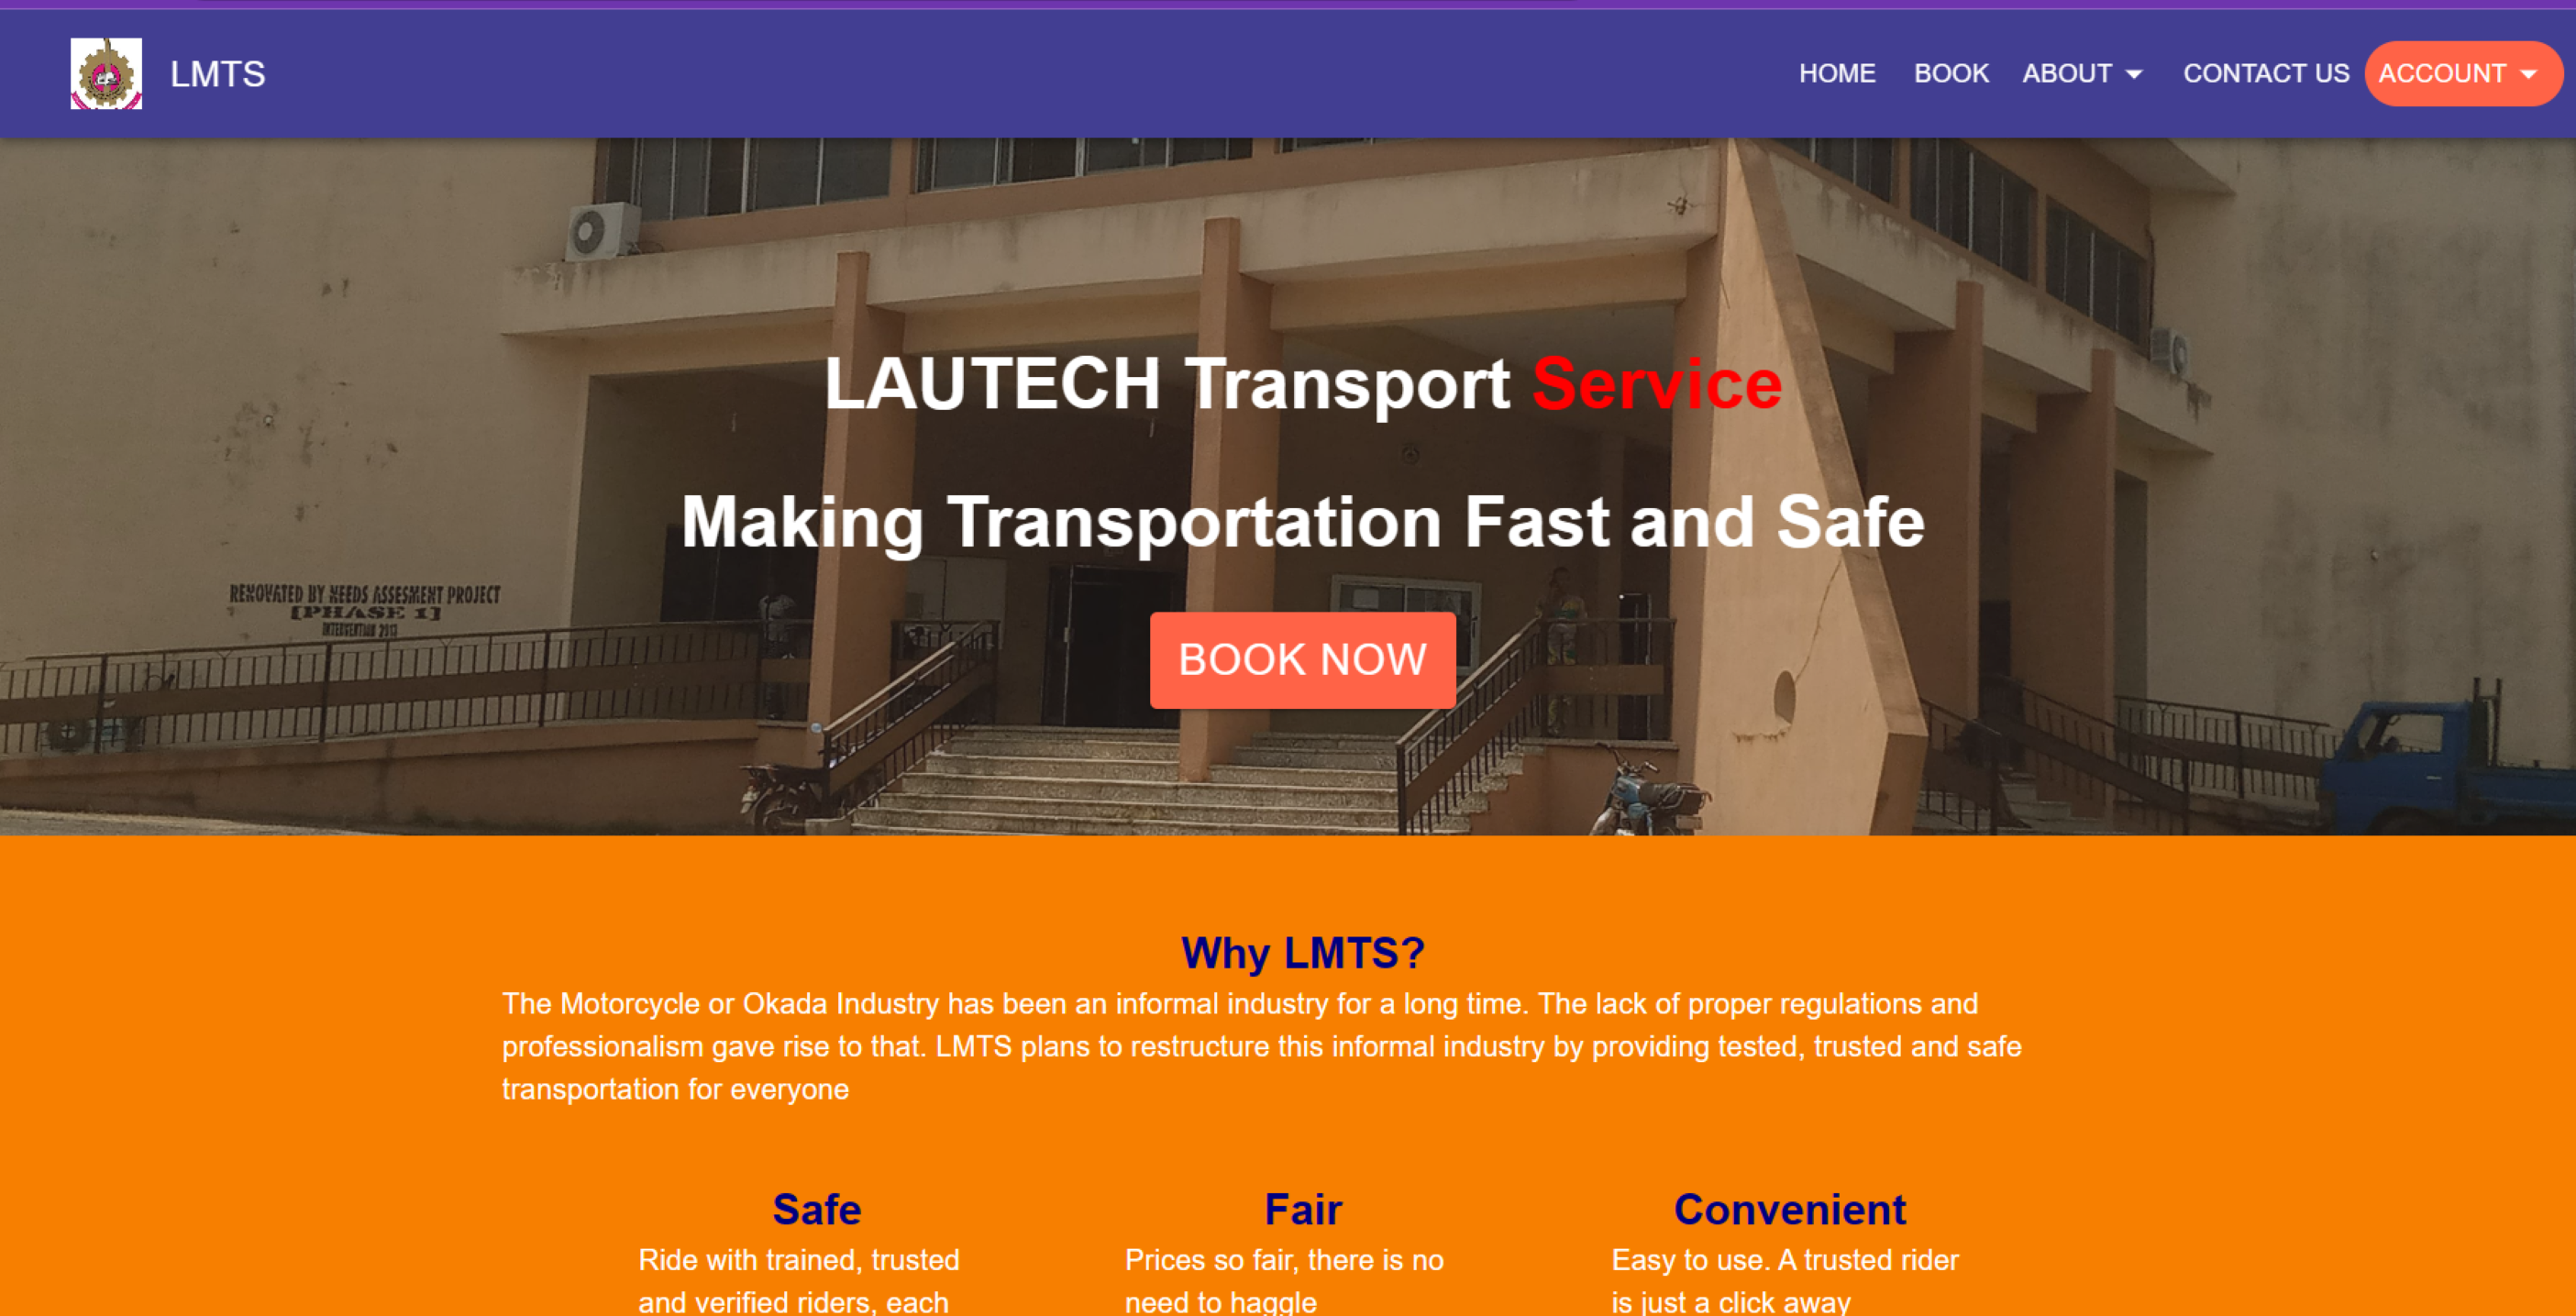 LMTS
HOME BOOK ABOUT CONTACT US ACCOUNT
LAUTECH Transport Service
Making Transportation Fast and Safe
RENOVATED BY NEEDS ASSESMENT PROJECT
[PHASE 1]
INTERVENTION 2013
BOOK NOW
Why LMTS?
The Motorcycle or Okada Industry has been an informal industry for a long time. The lack of proper regulations and
professionalism gave rise to that. LMTS plans to restructure this informal industry by providing tested, trusted and safe
transportation for everyone
Safe
Ride with trained, trusted
and verified riders, each
Fair
Prices so fair, there is no
need to haggle
Convenient
Easy to use. A trusted rider
is just a click away